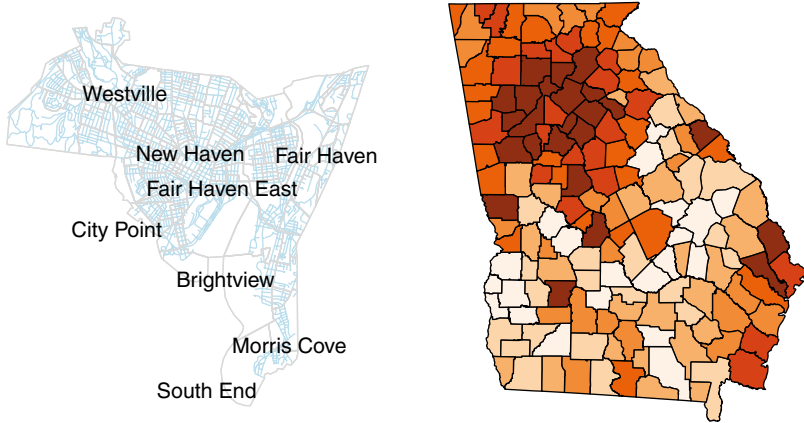 Westville
New Haven
Fair Haven
Fair Haven East
City Point
Brightview
Morris Cove
South End